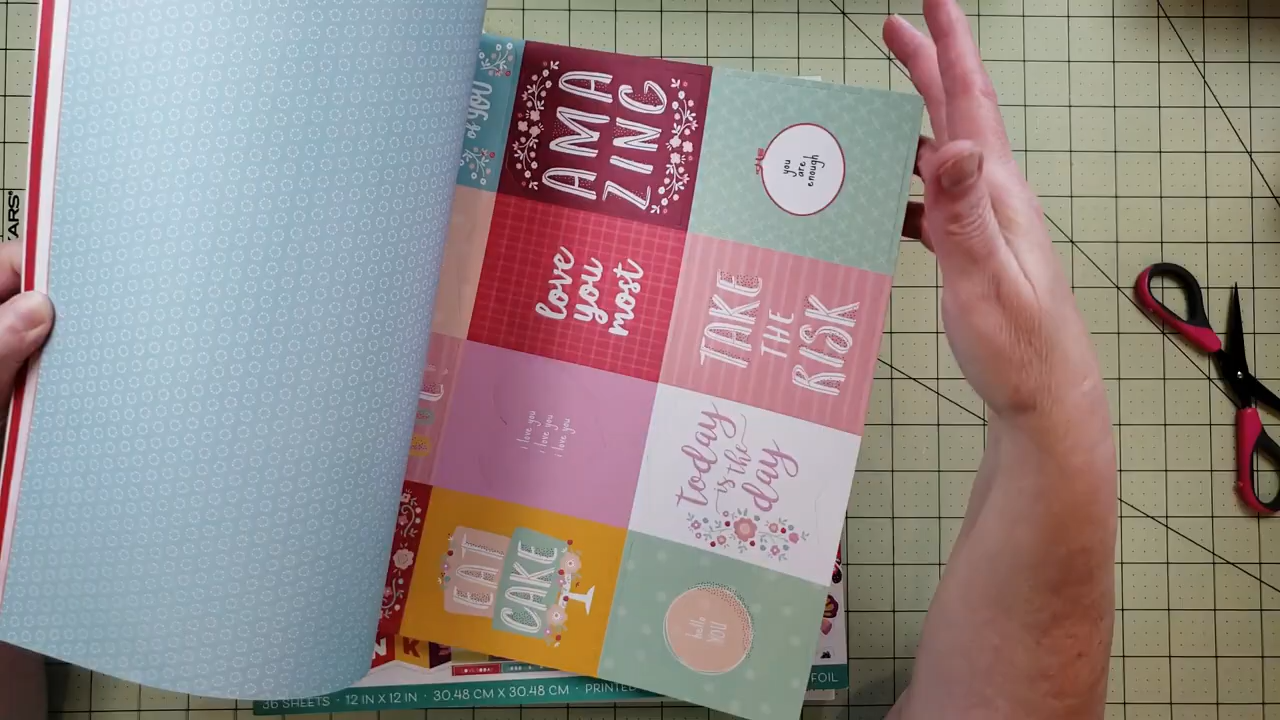 of YOU
AMA
ZING
you
are
enough
love
you
most
TAKE
THE
RISK
i love you
i love you
i love you
today
is the
day
EAT
CAKE
hello
YOU
36 SHEETS · 12 IN X 12 IN · 30.48 CM X 30.48 CM · PRINTED
FOIL